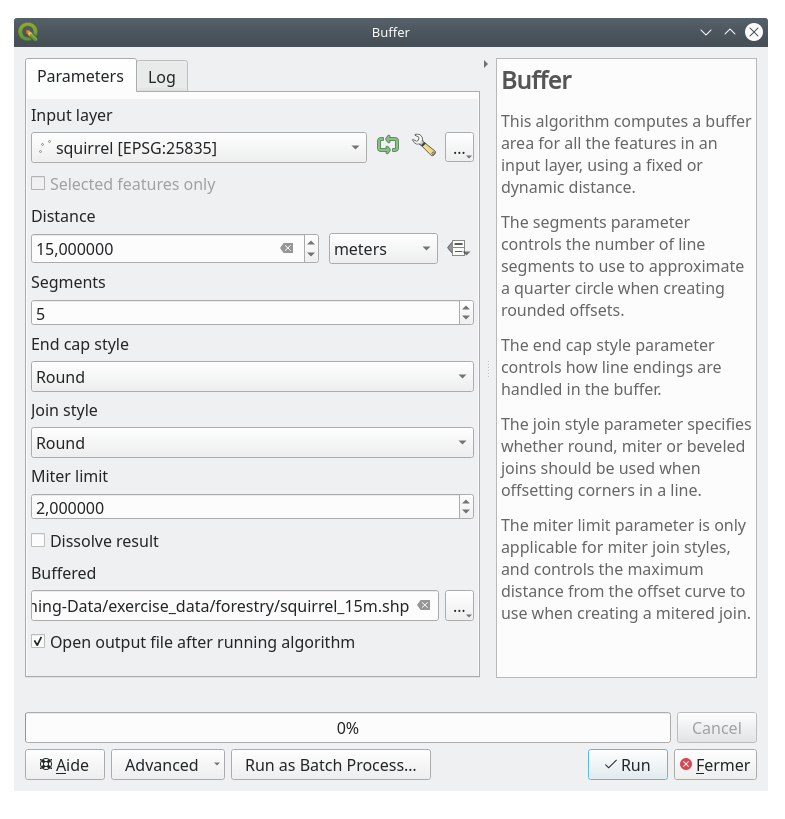 Buffer
Parameters
Log
Input layer
squirrel [EPSG:25835]
...
Selected features only
Distance
15,000000
meters
Segments
5
End cap style
Round
Join style
Round
Miter limit
2,000000
Dissolve result
Buffered
ning-Data/exercise_data/forestry/squirrel_15m.shp
...
Open output file after running algorithm
Buffer
This algorithm computes a buffer
area for all the features in an
input layer, using a fixed or
dynamic distance.
The segments parameter
controls the number of line
segments to use to approximate
a quarter circle when creating
rounded offsets.
The end cap style parameter
controls how line endings are
handled in the buffer.
The join style parameter specifies
whether round, miter or beveled
joins should be used when
offsetting corners in a line.
The miter limit parameter is only
applicable for miter join styles,
and controls the maximum
distance from the offset curve to
use when creating a mitered join.
0%
Cancel
Aide
Advanced
Run as Batch Process...
Run
Fermer